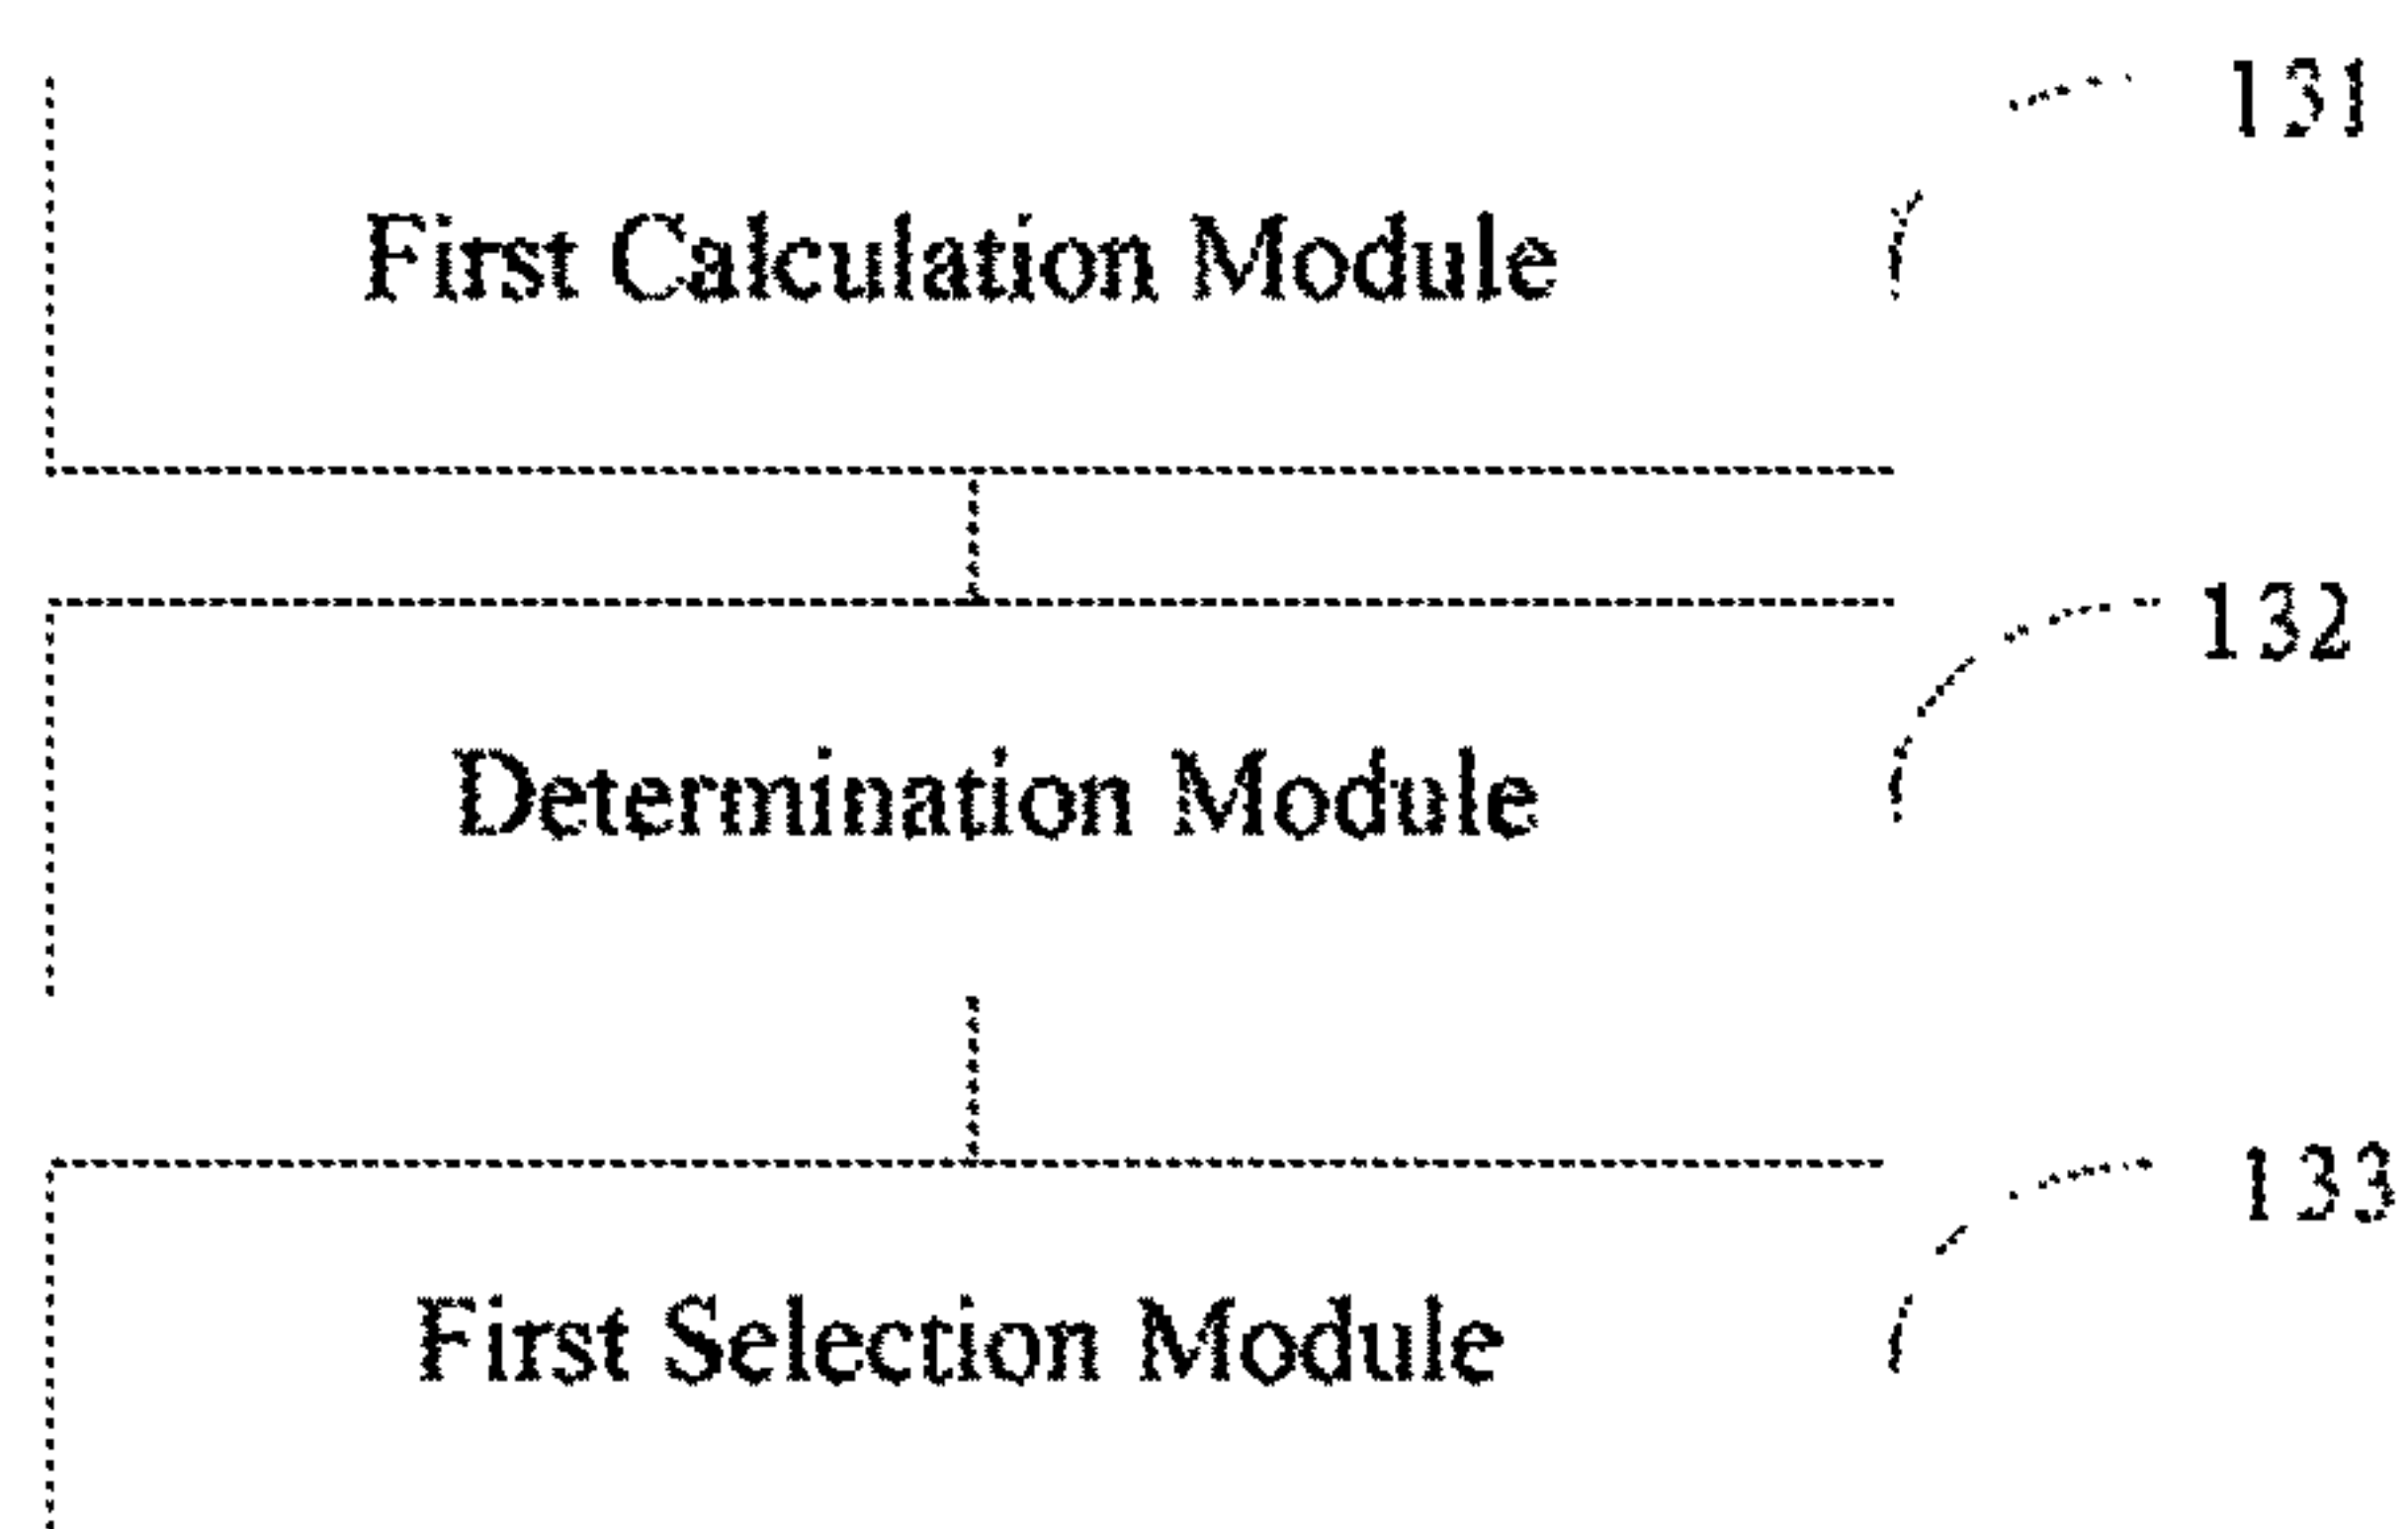 131
First Calculation Module
132
Determination Module
133
First Selection Module